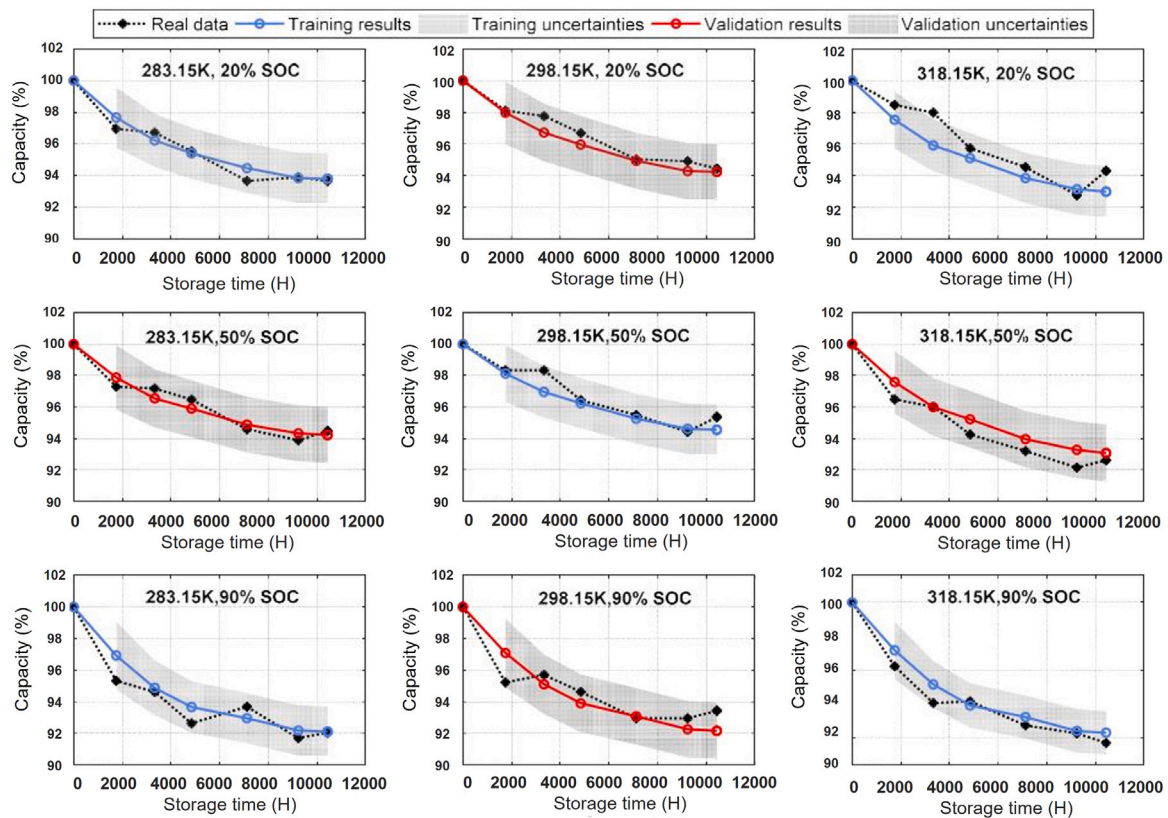 Real data Training results Training uncertainties Validation results Validation uncertainties
283.15K, 20% SOC
Capacity (%)
102
100
98
96
94
92
90
0 2000 4000 6000 8000 10000 12000
Storage time (H)
298.15K, 20% SOC
Capacity (%)
102
100
98
96
94
92
90
0 2000 4000 6000 8000 10000 12000
Storage time (H)
318.15K, 20% SOC
Capacity (%)
102
100
98
96
94
92
90
0 2000 4000 6000 8000 10000 12000
Storage time (H)
283.15K,50% SOC
Capacity (%)
102
100
98
96
94
92
90
0 2000 4000 6000 8000 10000 12000
Storage time (H)
298.15K,50% SOC
Capacity (%)
102
100
98
96
94
92
90
0 2000 4000 6000 8000 10000 12000
Storage time (H)
318.15K,50% SOC
Capacity (%)
102
100
98
96
94
92
90
0 2000 4000 6000 8000 10000 12000
Storage time (H)
283.15K,90% SOC
Capacity (%)
102
100
98
96
94
92
90
0 2000 4000 6000 8000 10000 12000
Storage time (H)
298.15K,90% SOC
Capacity (%)
102
100
98
96
94
92
90
0 2000 4000 6000 8000 10000 12000
Storage time (H)
318.15K,90% SOC
Capacity (%)
102
100
98
96
94
92
90
0 2000 4000 6000 8000 10000 12000
Storage time (H)